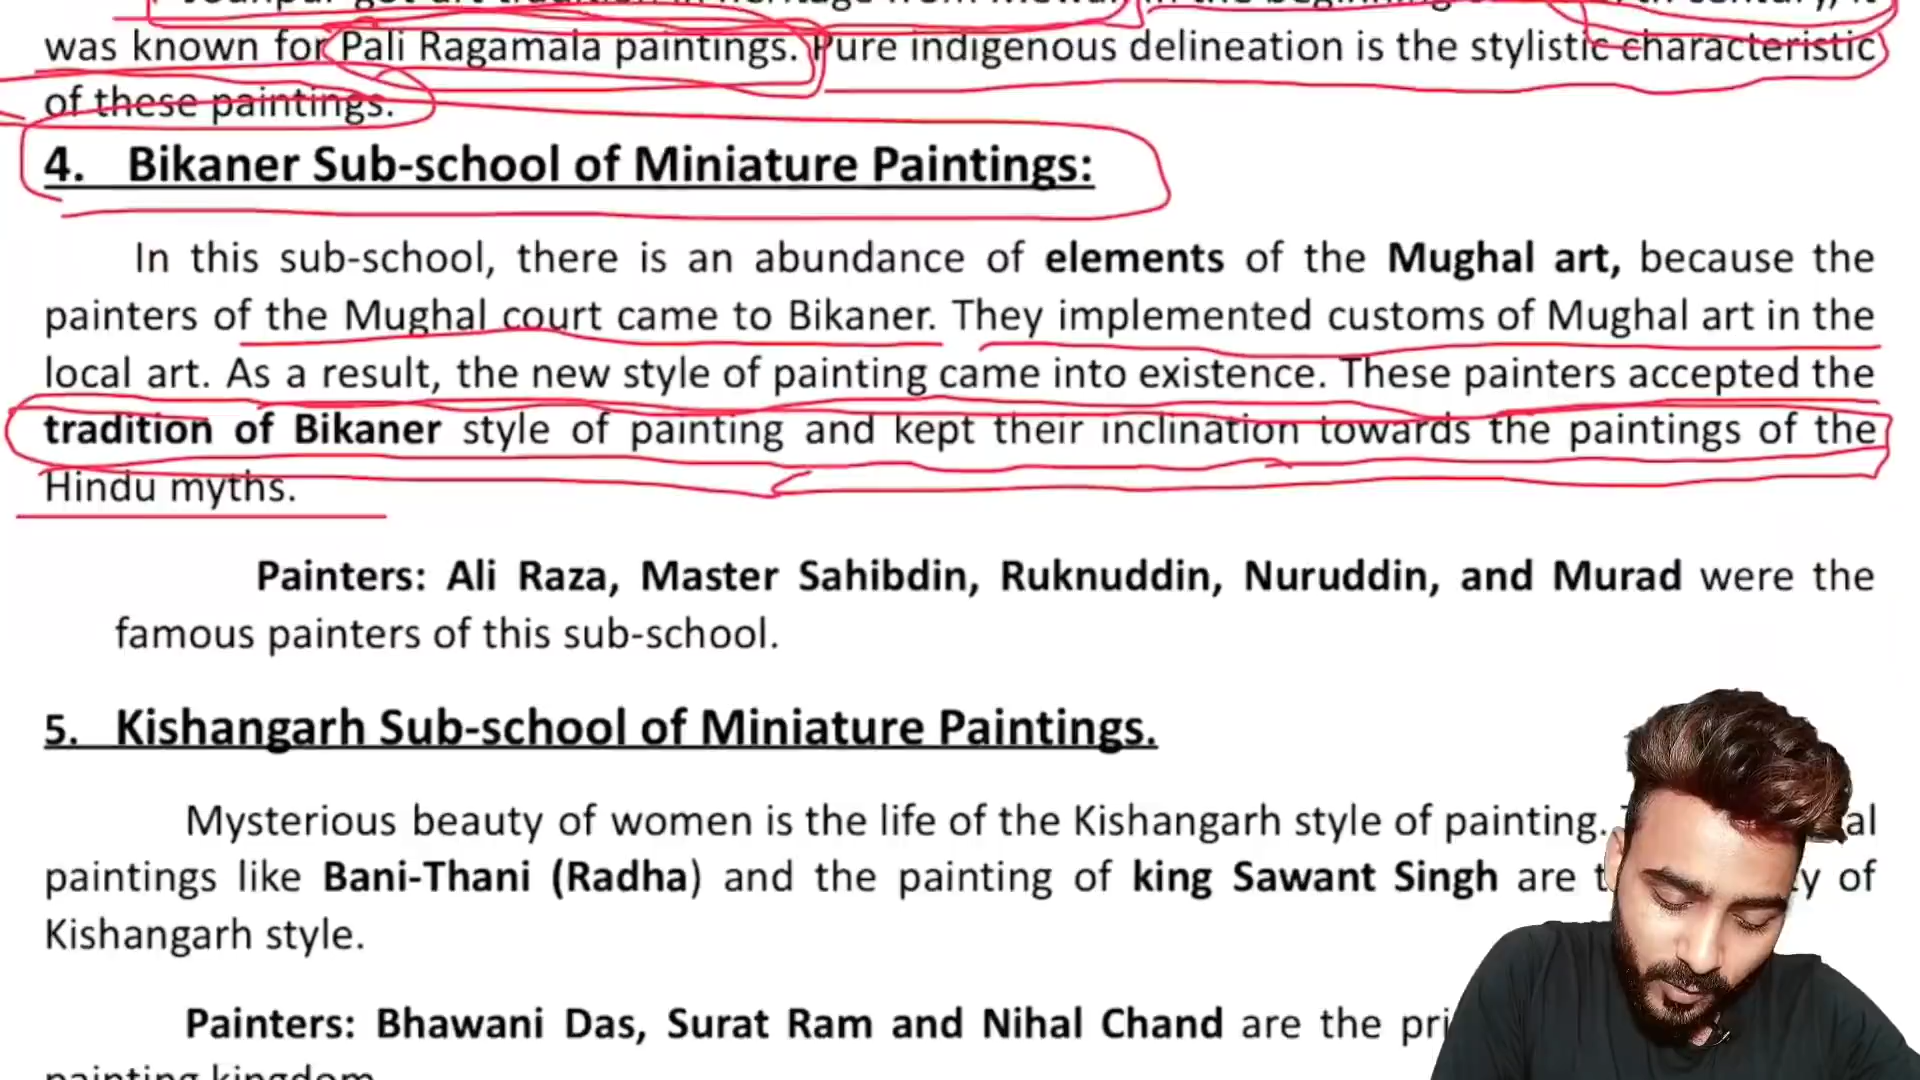 was known for Pali Ragamala paintings. Pure indigenous delineation is the stylistic characteristic
of these paintings.
4. Bikaner Sub-school of Miniature Paintings:
In this sub-school, there is an abundance of elements of the Mughal art, because the
painters of the Mughal court came to Bikaner. They implemented customs of Mughal art in the
local art. As a result, the new style of painting came into existence. These painters accepted the
tradition of Bikaner style of painting and kept their inclination towards the paintings of the
Hindu myths.
Painters: Ali Raza, Master Sahibdin, Ruknuddin, Nuruddin, and Murad were the
famous painters of this sub-school.
5. Kishangarh Sub-school of Miniature Paintings.
Mysterious beauty of women is the life of the Kishangarh style of painting.
paintings like Bani-Thani (Radha) and the painting of king Sawant Singh are of
Kishangarh style.
Painters: Bhawani Das, Surat Ram and Nihal Chand are the
painting kingdom